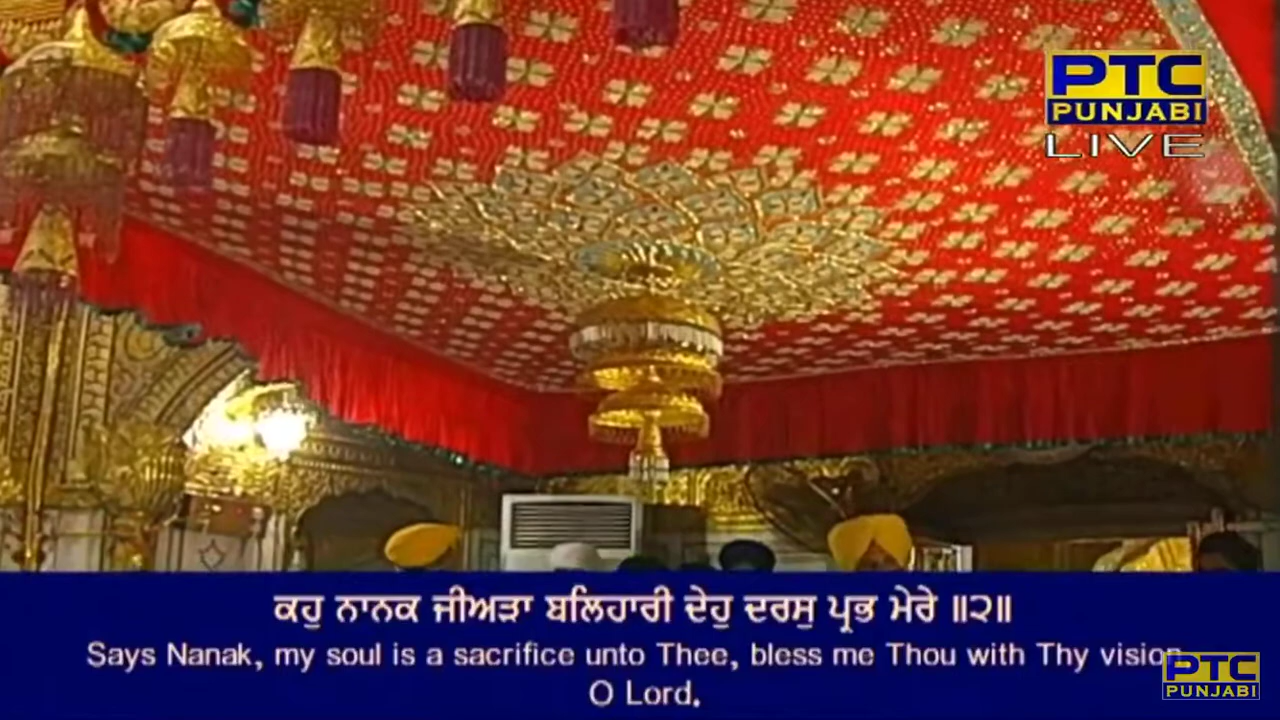 PTC
PUNJABI
LIVE
ਕਹੁ ਨਾਨਕ ਜੀਅੜਾ ਬਲਿਹਾਰੀ ਦੇਹੁ ਦਰਸੁ ਪ੍ਰਭ ਮੇਰੇ ॥੨॥
Says Nanak, my soul is a sacrifice unto Thee, bless me Thou with Thy vision
O Lord.
PTC
PUNJABI